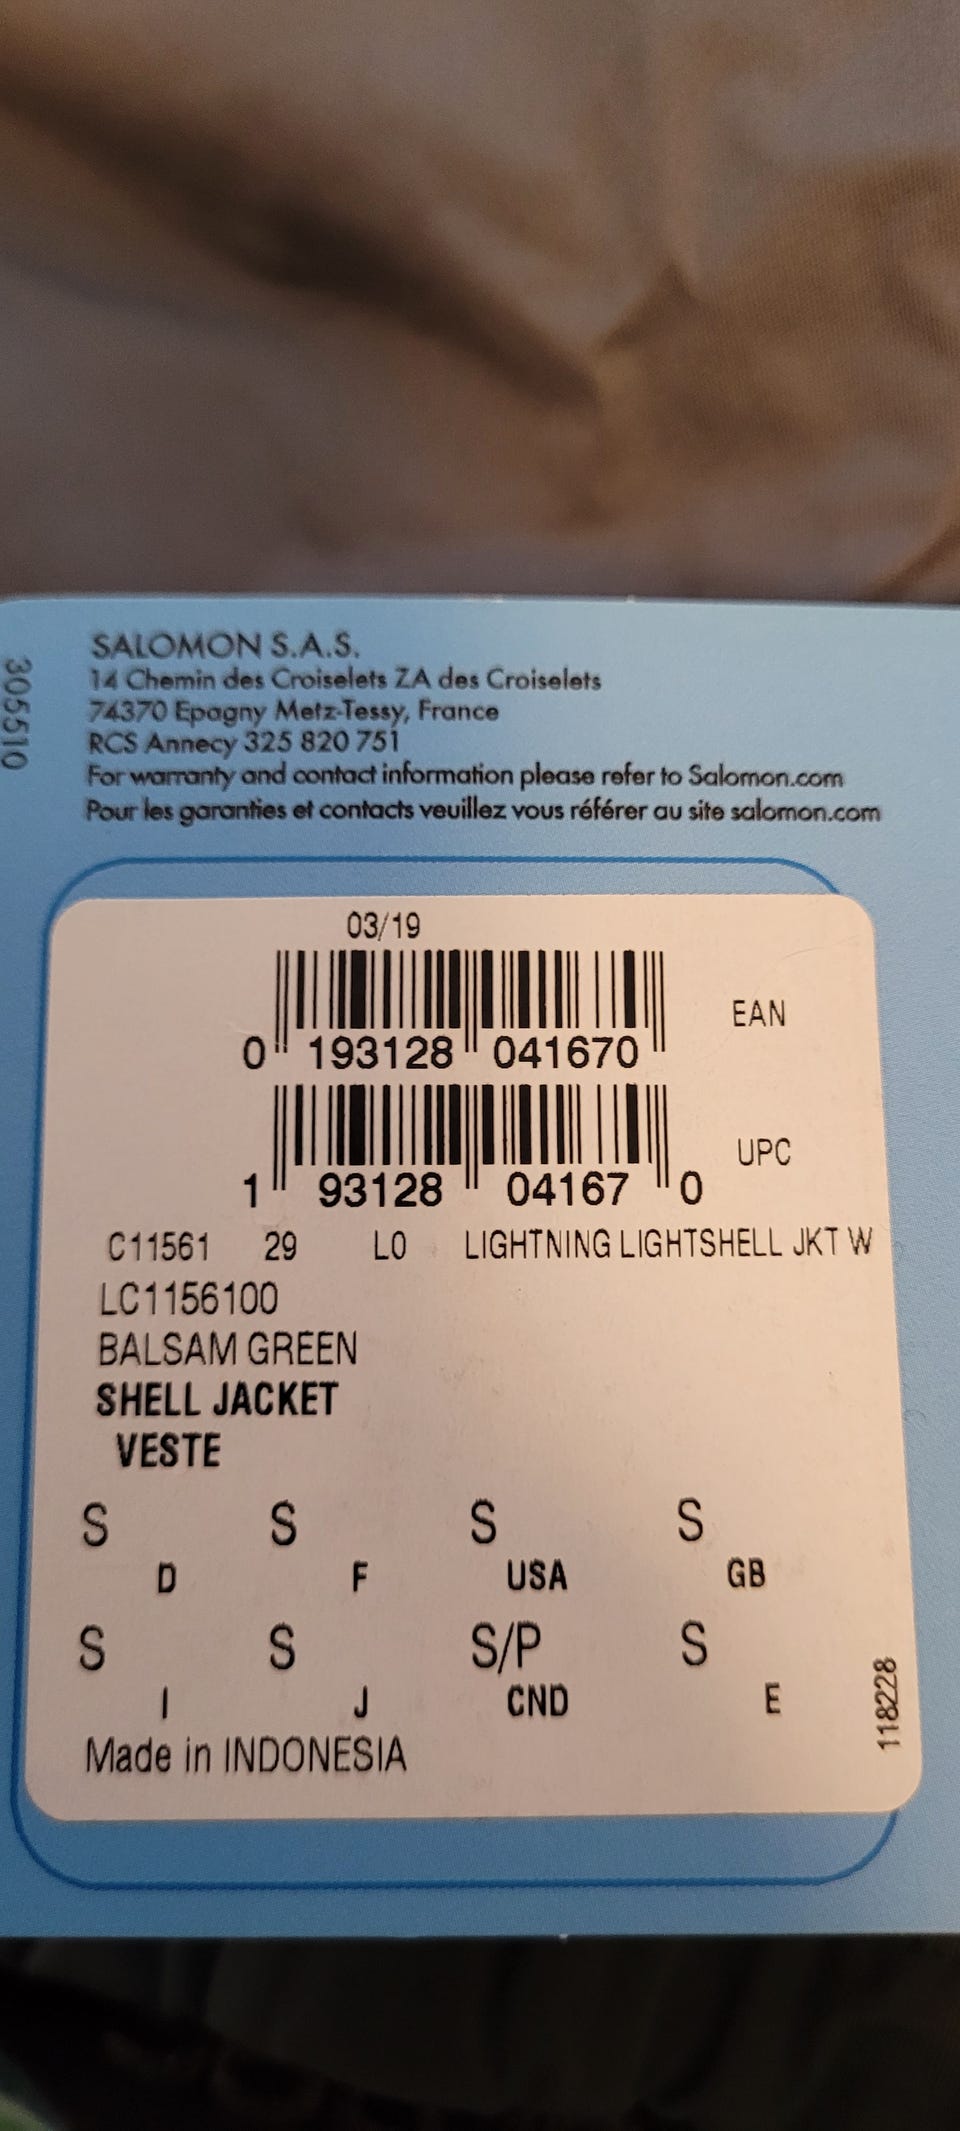 305510
SALOMON S.A.S.
14 Chemin des Croiselets ZA des Croiselets
74370 Epagny Metz-Tessy, France
RCS Annecy 325 820 751
For warranty and contact information please refer to Salomon.com
Pour les garanties et contacts veuillez vous référer au site salomon.com
03/19
EAN
0 193128 041670
UPC
1 93128 04167 0
C11561 29 L0 LIGHTNING LIGHTSHELL JKT W
LC1156100
BALSAM GREEN
SHELL JACKET
VESTE
S S S S
D F USA GB
S S S/P S
I J CND E
118228
Made in INDONESIA